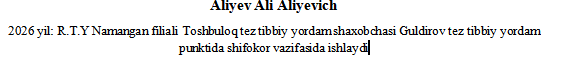 Aliyev Ali Aliyevich
2026 yil: R.T.Y Namangan filiali Toshbuloq tez tibbiy yordam shaxobchasi Guldirov tez tibbiy yordam
punktida shifokor vazifasida ishlaydi